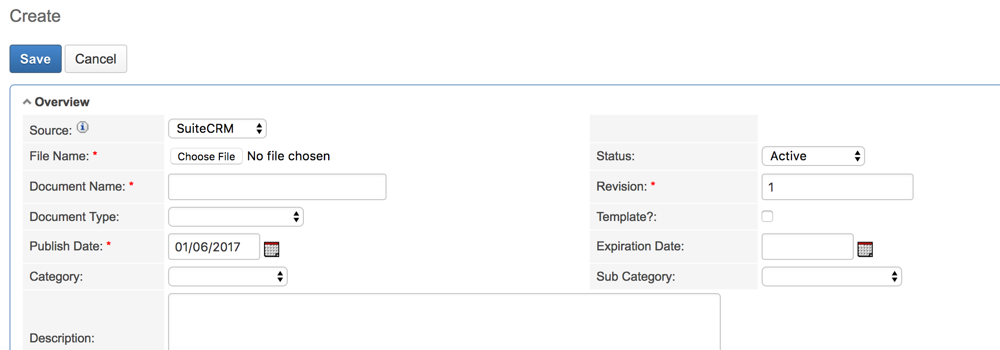 Create
Save Cancel
Overview
Source: SuiteCRM
File Name: * Choose File No file chosen Status: Active
Document Name: * Revision: * 1
Document Type: Template?:
Publish Date: * 01/06/2017 Expiration Date:
Category: Sub Category:
Description: